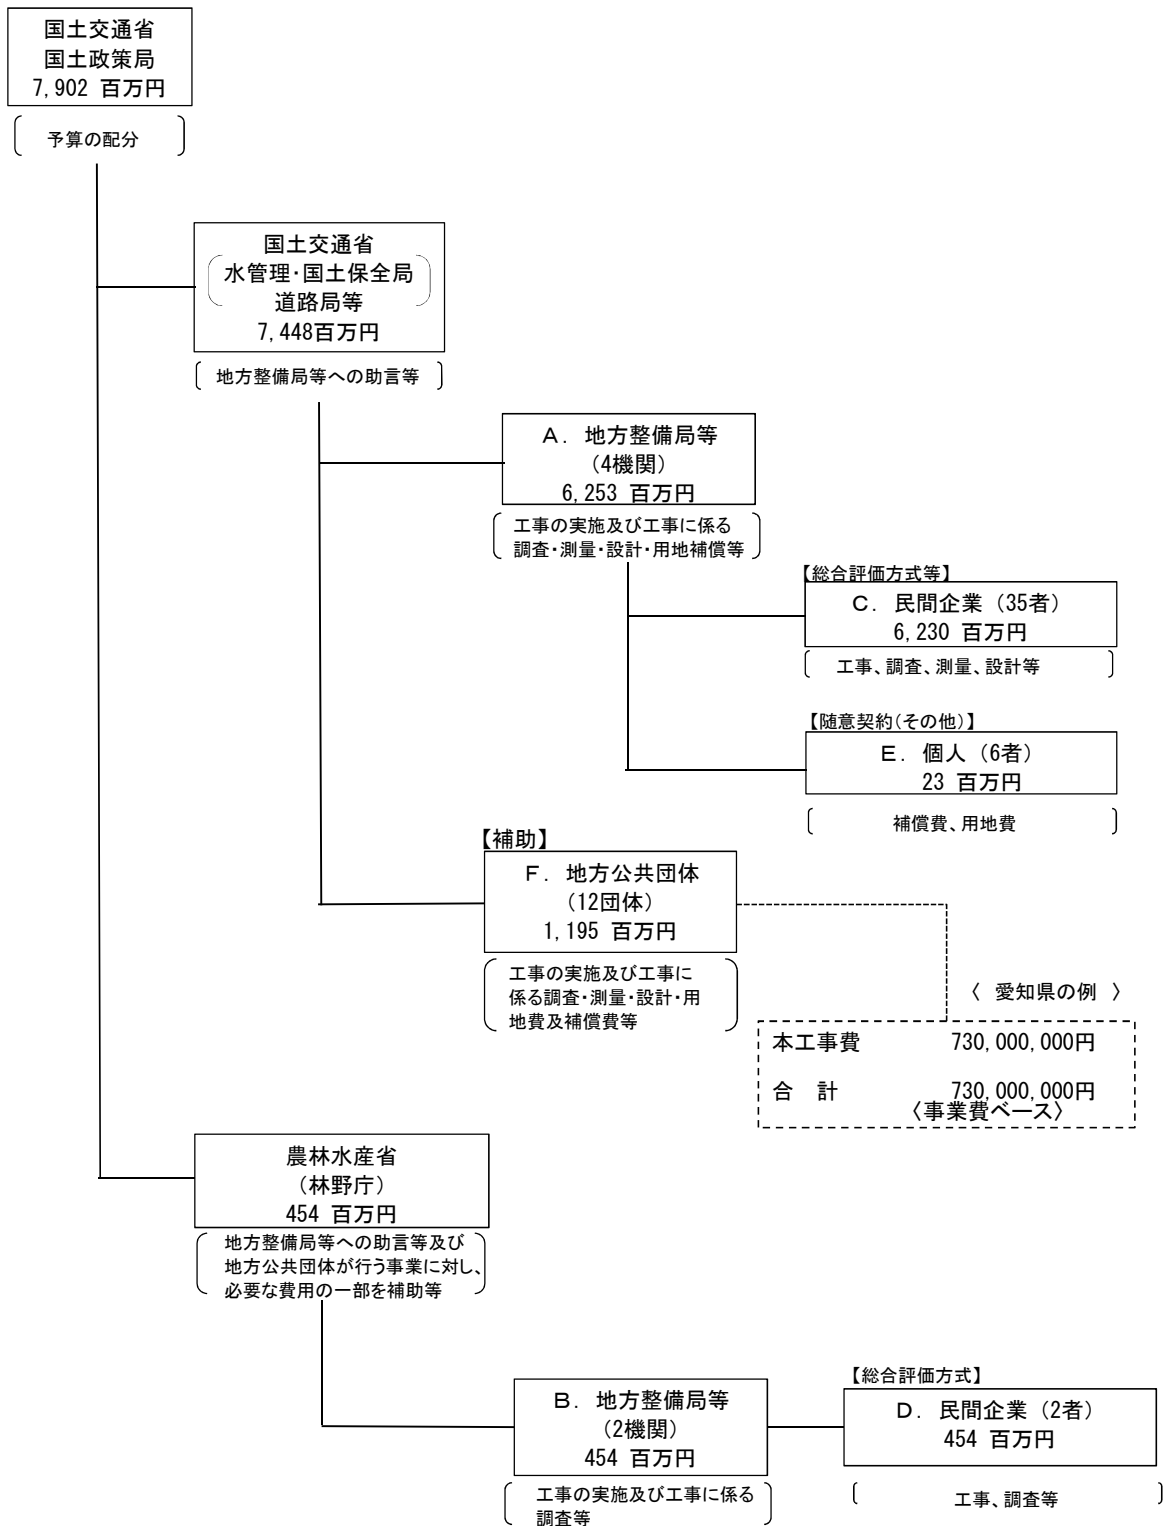 国土交通省
国土政策局
7,902 百万円
予算の配分
国土交通省
水管理・国土保全局
道路局等
7,448百万円
地方整備局等への助言等
A. 地方整備局等
(4機関)
6,253 百万円
工事の実施及び工事に係る
調査・測量・設計・用地補償等
【総合評価方式等】
C. 民間企業 (35者)
6,230 百万円
工事、調査、測量、設計等
【随意契約(その他)】
E. 個人 (6者)
23 百万円
補償費、用地費
【補助】
F. 地方公共団体
(12団体)
1,195 百万円
工事の実施及び工事に
係る調査・測量・設計・用
地費及補償費等
〈 愛知県の例 〉
本工事費 730,000,000円
合 計 730,000,000円
〈事業費ベース〉
農林水産省
(林野庁)
454 百万円
地方整備局等への助言等及び
地方公共団体が行う事業に対し、
必要な費用の一部を補助等
B. 地方整備局等
(2機関)
454 百万円
工事の実施及び工事に係る
調査等
【総合評価方式】
D. 民間企業 (2者)
454 百万円
工事、調査等